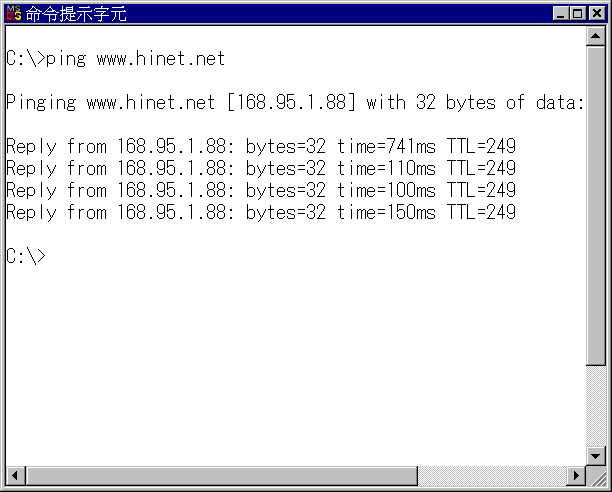 命令提示字元
C:\>ping www.hinet.net
Pinging www.hinet.net [168.95.1.88] with 32 bytes of data:
Reply from 168.95.1.88: bytes=32 time=741ms TTL=249
Reply from 168.95.1.88: bytes=32 time=110ms TTL=249
Reply from 168.95.1.88: bytes=32 time=100ms TTL=249
Reply from 168.95.1.88: bytes=32 time=150ms TTL=249
C:\>